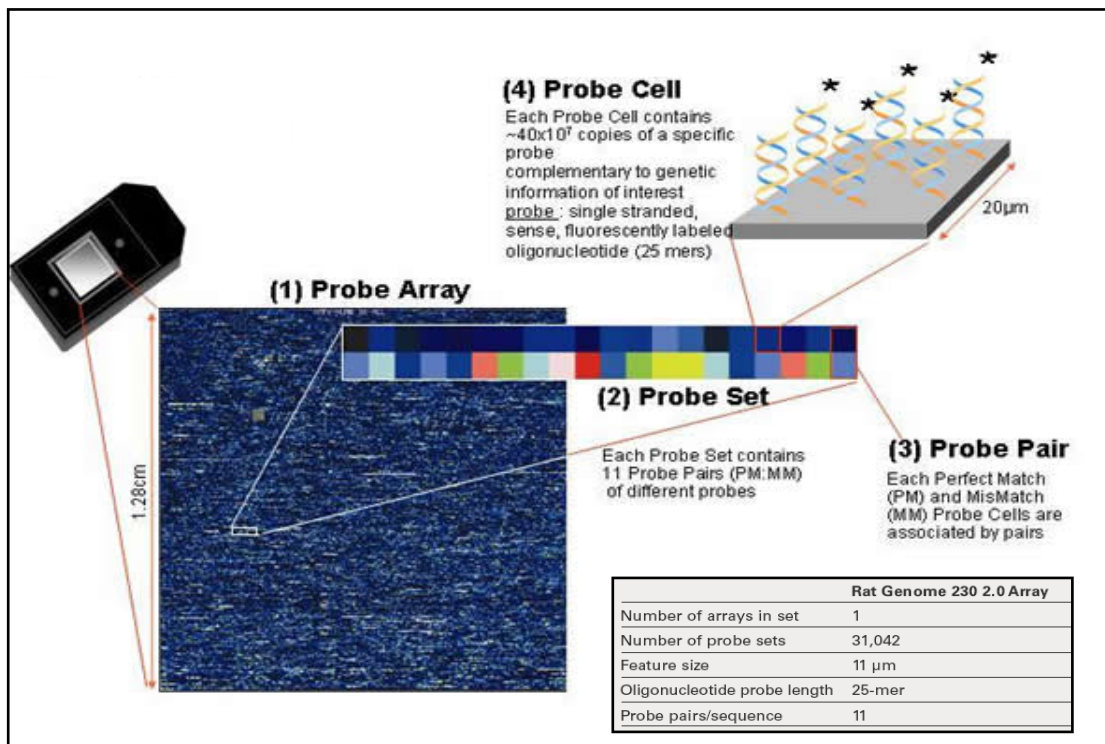 (4) Probe Cell
Each Probe Cell contains
~40x10⁷ copies of a specific
probe
complementary to genetic
information of interest
probe : single stranded,
sense, fluorescently labeled
oligonucleotide (25 mers)
* * * * *
20µm
(1) Probe Array
1.28cm
(2) Probe Set
Each Probe Set contains
11 Probe Pairs (PM:MM)
of different probes
(3) Probe Pair
Each Perfect Match
(PM) and MisMatch
(MM) Probe Cells are
associated by pairs
Rat Genome 230 2.0 Array
Number of arrays in set 1
Number of probe sets 31,042
Feature size 11 µm
Oligonucleotide probe length 25-mer
Probe pairs/sequence 11